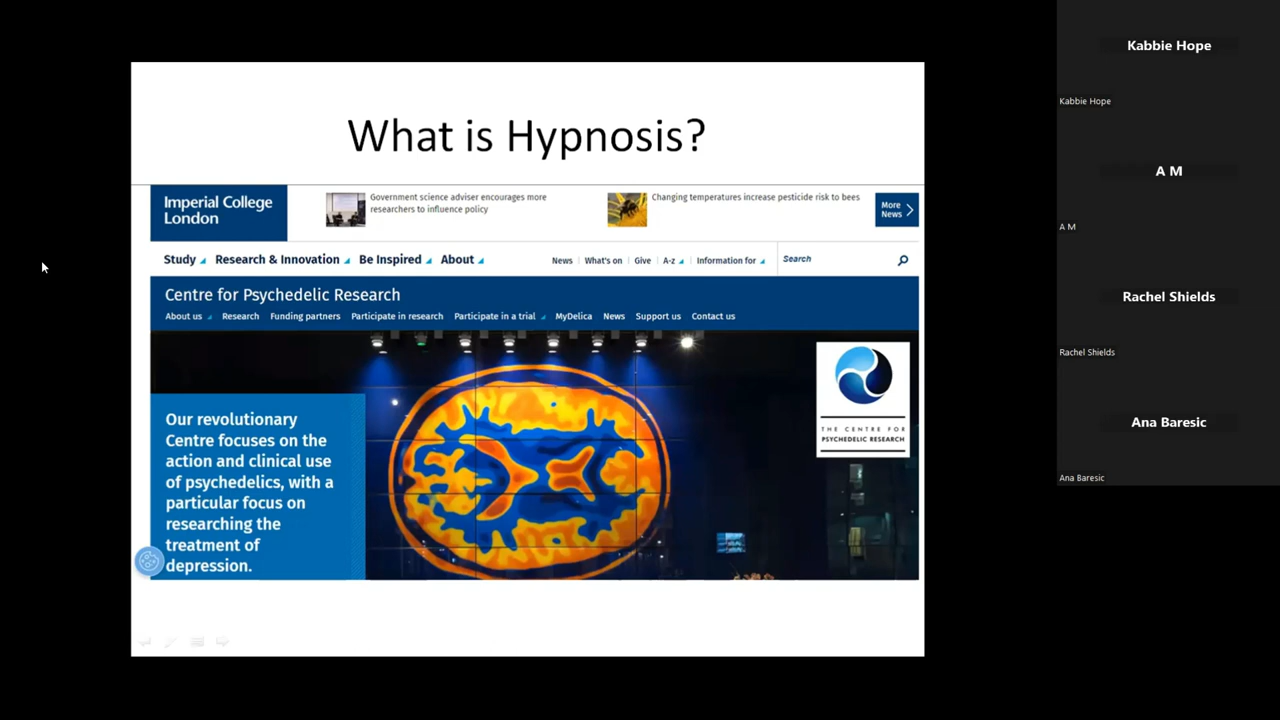 What is Hypnosis?
Imperial College
London
Government science adviser encourages more
researchers to influence policy
Changing temperatures increase pesticide risk to bees
More
News
Study
Research & Innovation
Be Inspired
About
News
What's on
Give
A-z
Information for
Search
Centre for Psychedelic Research
About us
Research
Funding partners
Participate in research
Participate in a trial
MyDelica
News
Support us
Contact us
Our revolutionary
Centre focuses on the
action and clinical use
of psychedelics, with a
particular focus on
researching the
treatment of
depression.
THE CENTRE FOR
PSYCHEDELIC RESEARCH
Kabbie Hope
Kabbie Hope
A M
A M
Rachel Shields
Rachel Shields
Ana Baresic
Ana Baresic